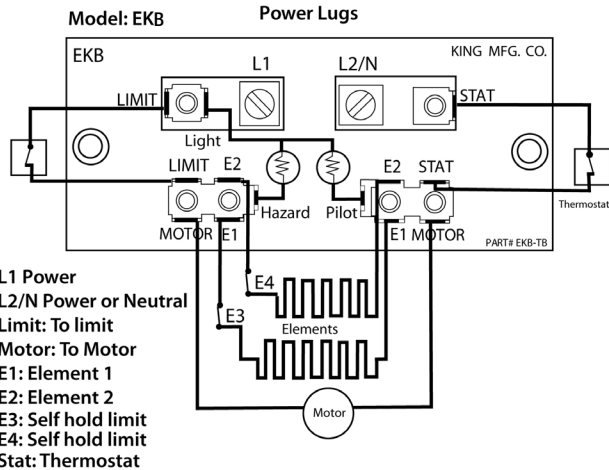 Model: EKB
Power Lugs
EKB
L1
L2/N
KING MFG. CO.
LIMIT
STAT
Light
LIMIT
E2
E2
STAT
Hazard
Pilot
Thermostat
MOTOR
E1
E1
MOTOR
PART# EKB-TB
L1 Power
E4
L2/N Power or Neutral
E3
Limit: To limit
Elements
Motor: To Motor
E1: Element 1
E2: Element 2
Motor
E3: Self hold limit
E4: Self hold limit
Stat: Thermostat